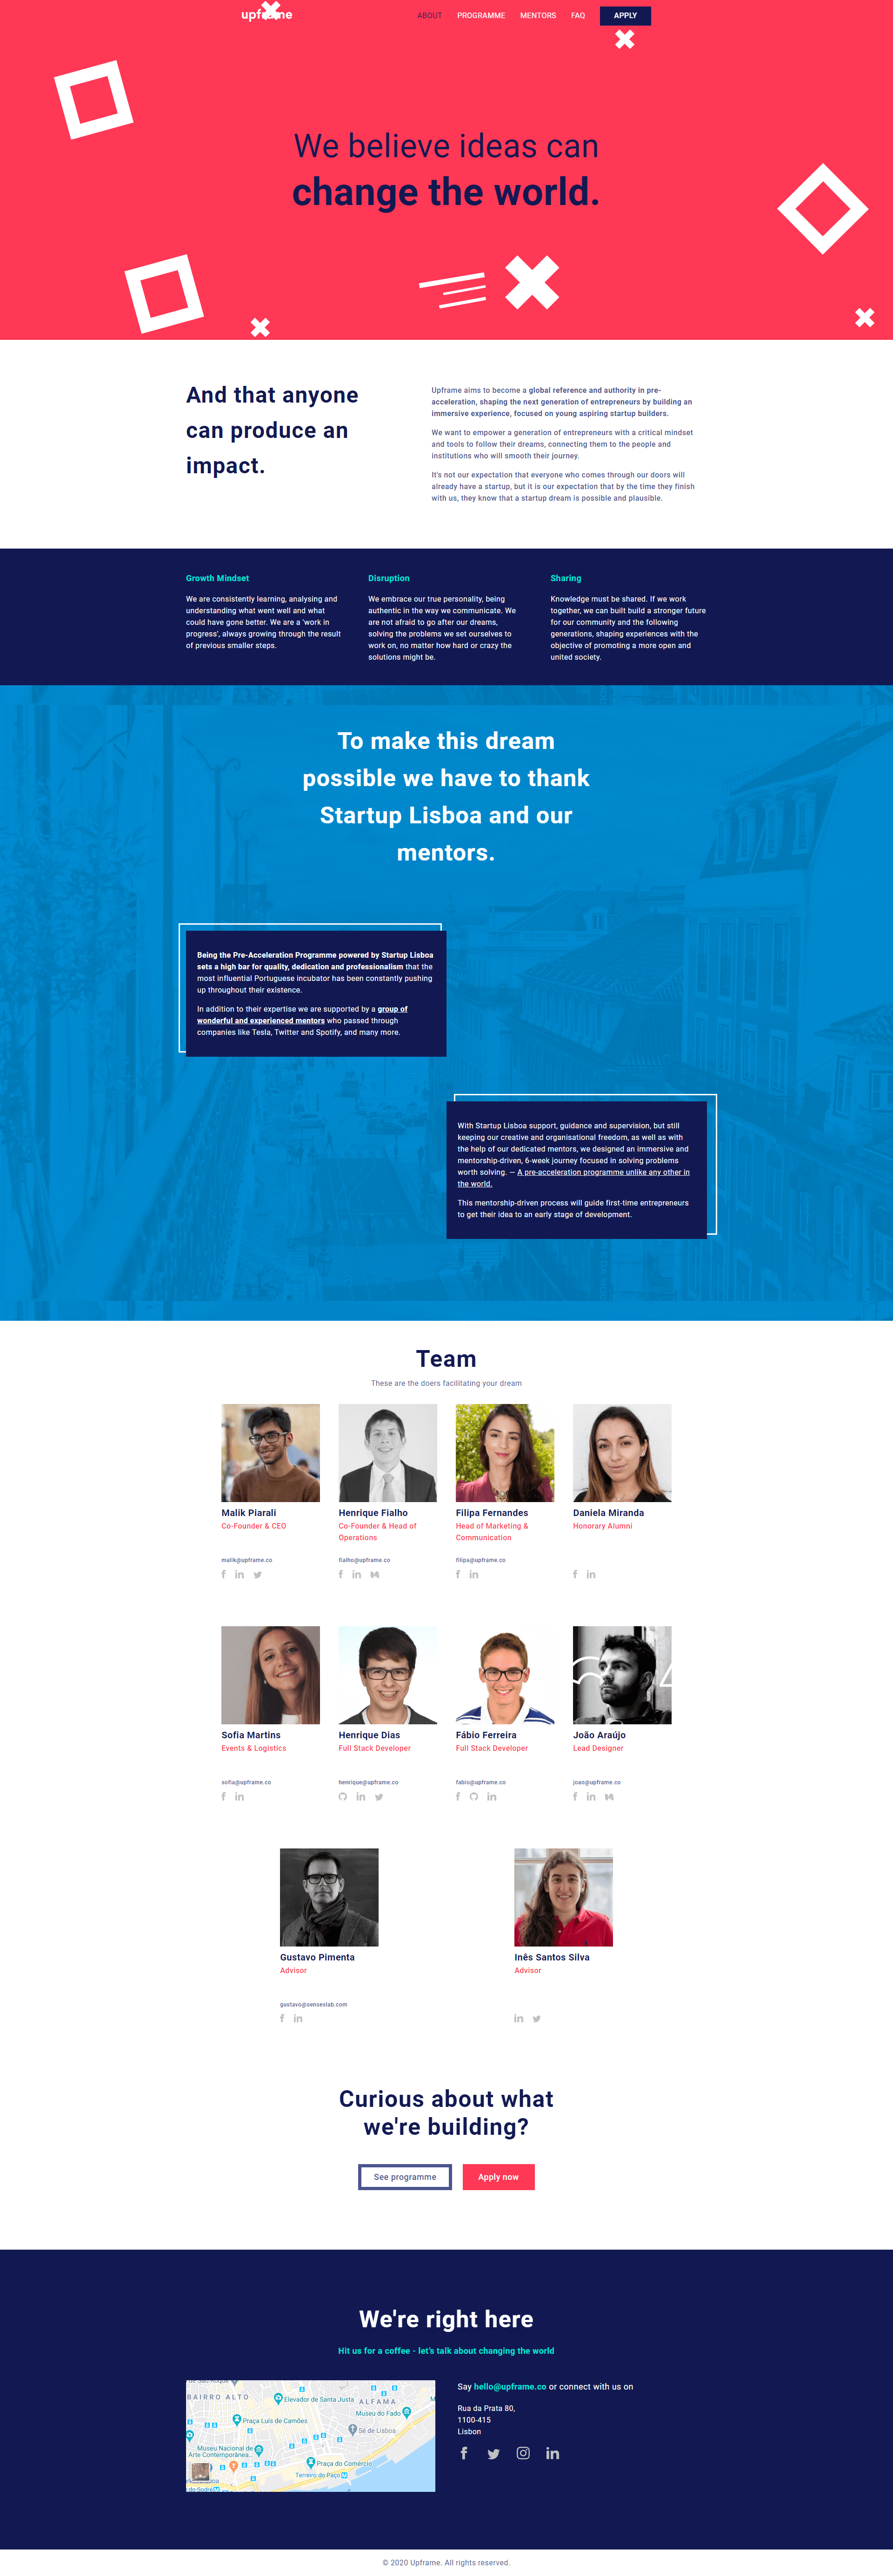 upframe
ABOUT
PROGRAMME
MENTORS
FAQ
APPLY
We believe ideas can
change the world.
And that anyone
can produce an
impact.
Upframe aims to become a global reference and authority in pre-
acceleration, shaping the next generation of entrepreneurs by building an
immersive experience, focused on young aspiring startup builders.
We want to empower a generation of entrepreneurs with a critical mindset
and tools to follow their dreams, connecting them to the people and
institutions who will smooth their journey.
It's not our expectation that everyone who comes through our doors will
already have a startup, but it is our expectation that by the time they finish
with us, they know that a startup dream is possible and plausible.
Growth Mindset
We are consistently learning, analysing and
understanding what went well and what
could have gone better. We are a 'work in
progress', always growing through the result
of previous smaller steps.
Disruption
We embrace our true personality, being
authentic in the way we communicate. We
are not afraid to go after our dreams,
solving the problems we set ourselves to
work on, no matter how hard or crazy the
solutions might be.
Sharing
Knowledge must be shared. If we work
together, we can built build a stronger future
for our community and the following
generations, shaping experiences with the
objective of promoting a more open and
united society.
To make this dream
possible we have to thank
Startup Lisboa and our
mentors.
Being the Pre-Acceleration Programme powered by Startup Lisboa
sets a high bar for quality, dedication and professionalism that the
most influential Portuguese incubator has been constantly pushing
up throughout their existence.
In addition to their expertise we are supported by a group of
wonderful and experienced mentors who passed through
companies like Tesla, Twitter and Spotify, and many more.
With Startup Lisboa support, guidance and supervision, but still
keeping our creative and organisational freedom, as well as with
the help of our dedicated mentors, we designed an immersive and
mentorship-driven, 6-week journey focused in solving problems
worth solving. — A pre-acceleration programme unlike any other in
the world.
This mentorship-driven process will guide first-time entrepreneurs
to get their idea to an early stage of development.
Team
These are the doers facilitating your dream
Malik Piarali
Co-Founder & CEO
malik@upframe.co
Henrique Fialho
Co-Founder & Head of
Operations
fialho@upframe.co
Filipa Fernandes
Head of Marketing &
Communication
filipa@upframe.co
Daniela Miranda
Honorary Alumni
Sofia Martins
Events & Logistics
sofia@upframe.co
Henrique Dias
Full Stack Developer
henrique@upframe.co
Fábio Ferreira
Full Stack Developer
fabio@upframe.co
João Araújo
Lead Designer
joao@upframe.co
Gustavo Pimenta
Advisor
gustavo@senseslab.com
Inês Santos Silva
Advisor
Curious about what
we're building?
See programme
Apply now
We're right here
Hit us for a coffee - let's talk about changing the world
BAIRRO ALTO
Elevador de Santa Justa
ALFAMA
Museu do Fado
Praça Luis de Camões
Sé de Lisboa
Museu Nacional de
Arte Contemporânea...
Praça do Comércio
Terreiro do Paço
Say hello@upframe.co or connect with us on
Rua da Prata 80,
1100-415
Lisbon
© 2020 Upframe. All rights reserved.